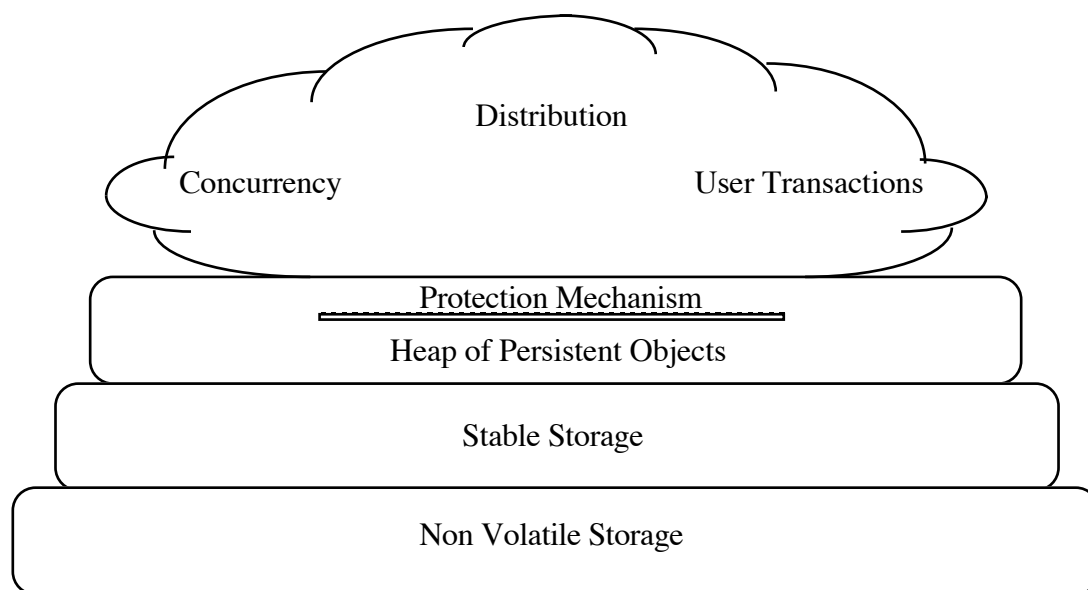 Distribution
Concurrency
User Transactions
Protection Mechanism
Heap of Persistent Objects
Stable Storage
Non Volatile Storage